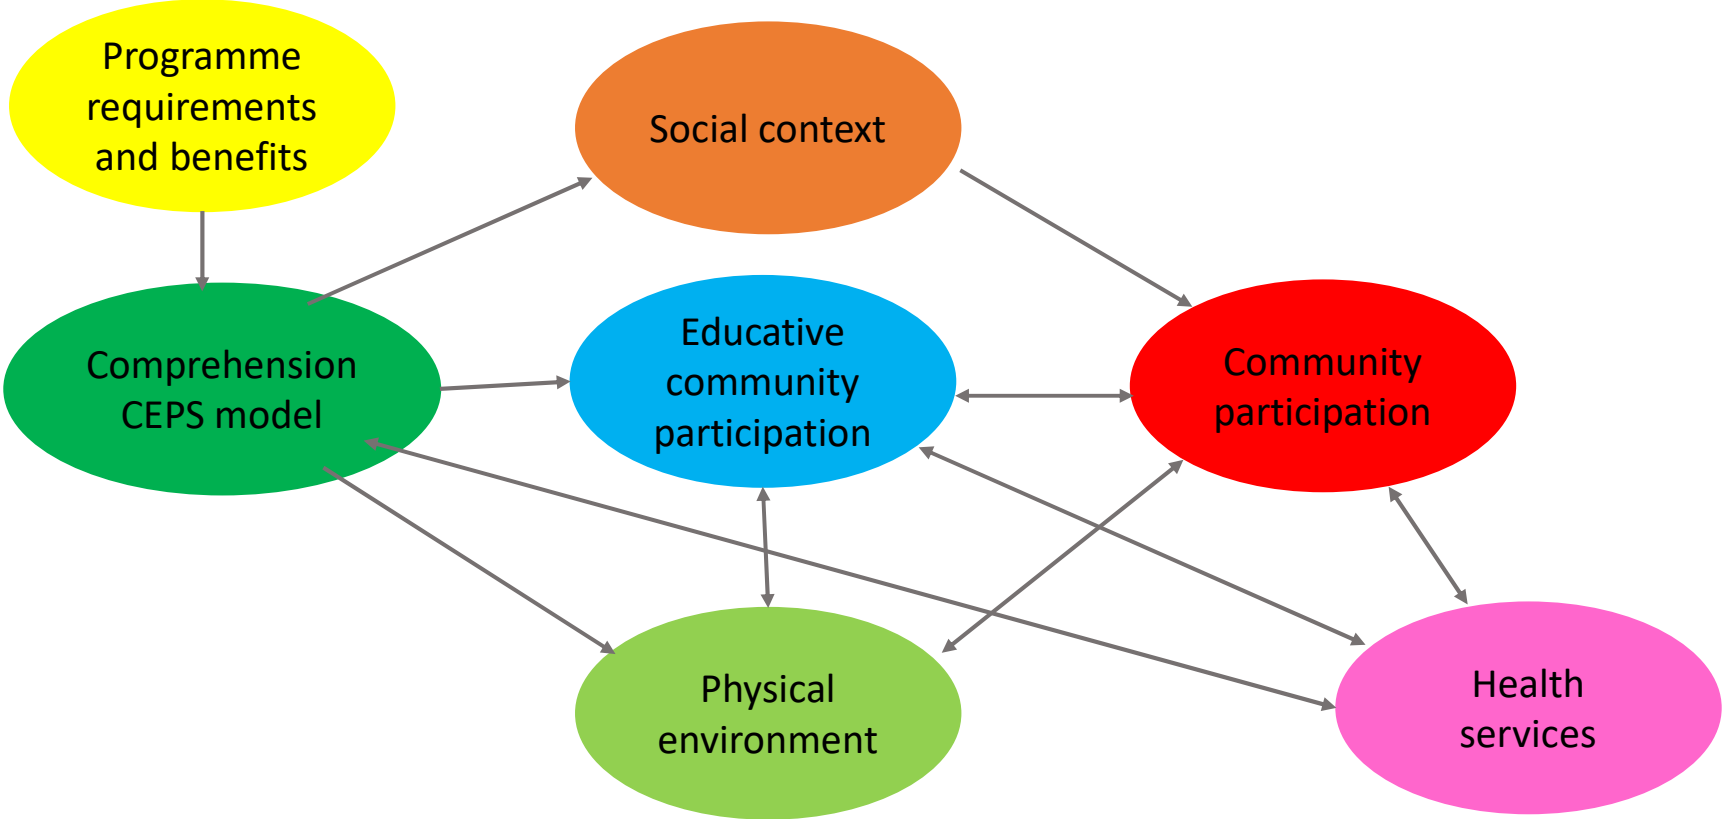 Programme
requirements
and benefits
Social context
Comprehension
CEPS model
Educative
community
participation
Community
participation
Physical
environment
Health
services